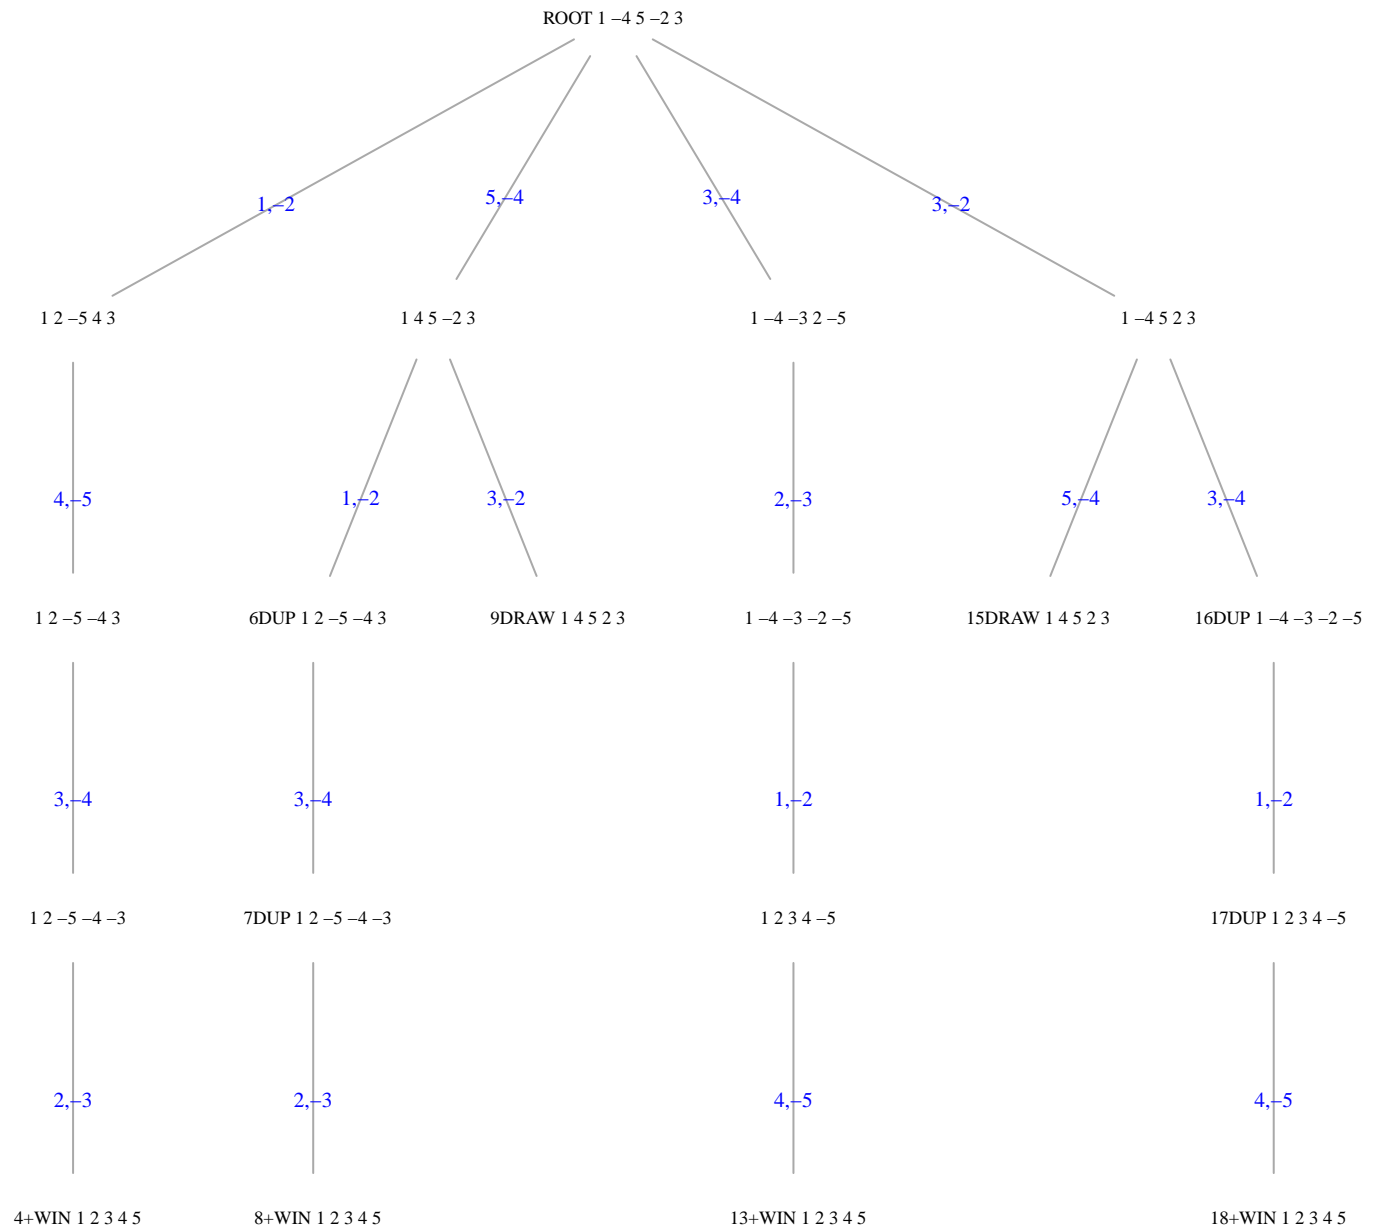 ROOT 1 –4 5 –2 3
1,–2
5,–4
3,–4
3,–2
1 2 –5 4 3
1 4 5 –2 3
1 –4 –3 2 –5
1 –4 5 2 3
4,–5
1,–2
3,–2
2,–3
5,–4
3,–4
1 2 –5 –4 3
6DUP 1 2 –5 –4 3
9DRAW 1 4 5 2 3
1 –4 –3 –2 –5
15DRAW 1 4 5 2 3
16DUP 1 –4 –3 –2 –5
3,–4
3,–4
1,–2
1,–2
1 2 –5 –4 –3
7DUP 1 2 –5 –4 –3
1 2 3 4 –5
17DUP 1 2 3 4 –5
2,–3
2,–3
4,–5
4,–5
4+WIN 1 2 3 4 5
8+WIN 1 2 3 4 5
13+WIN 1 2 3 4 5
18+WIN 1 2 3 4 5